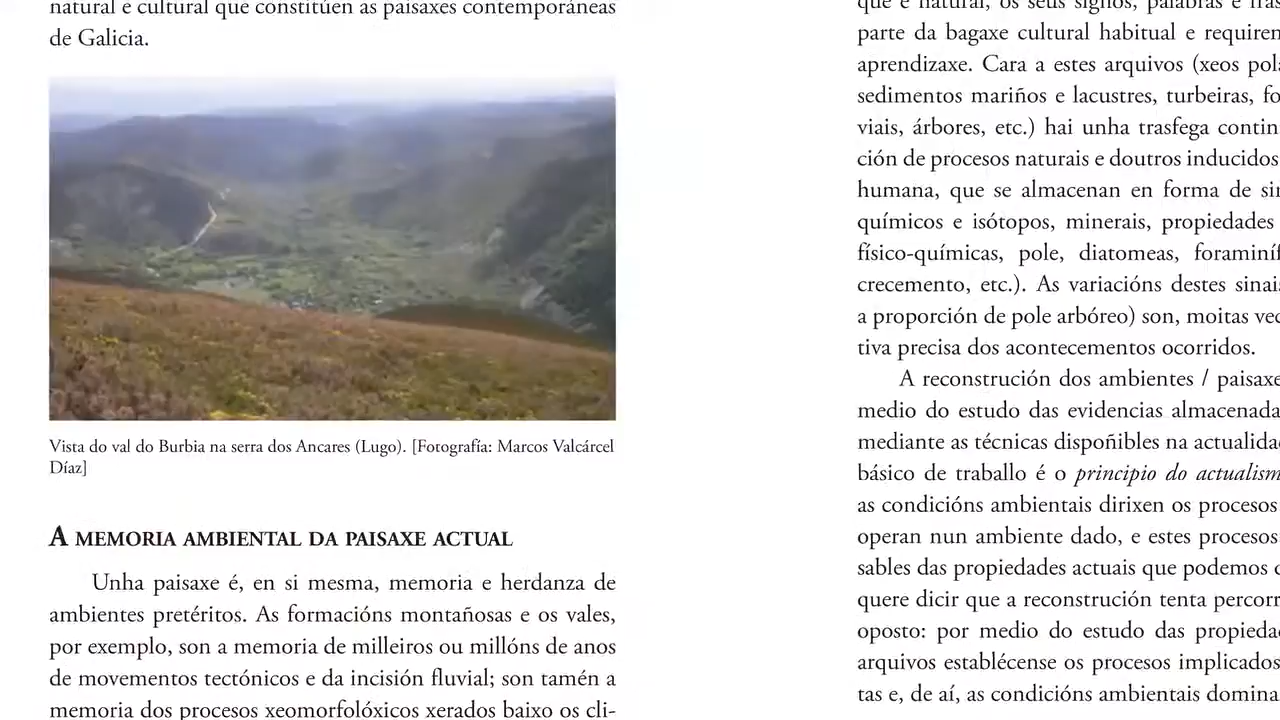 natural e cultural que constitúen as paisaxes contemporáneas
de Galicia.
Vista do val do Burbia na serra dos Ancares (Lugo). [Fotografía: Marcos Valcárcel
Díaz]
A MEMORIA AMBIENTAL DA PAISAXE ACTUAL
Unha paisaxe é, en si mesma, memoria e herdanza de
ambientes pretéritos. As formacións montañosas e os vales,
por exemplo, son a memoria de milleiros ou millóns de anos
de movementos tectónicos e da incisión fluvial; son tamén a
memoria dos procesos xeomorfolóxicos xerados baixo os cli-
que é natural, os seus signos, palabras e
parte da bagaxe cultural habitual e
aprendizaxe. Cara a estes arquivos (xeos
sedimentos mariños e lacustres, turbeiras,
viais, árbores, etc.) hai unha trasfega
ción de procesos naturais e doutros inducidos
humana, que se almacenan en forma de
químicos e isótopos, minerais, propiedades
físico-químicas, pole, diatomeas,
crecemento, etc.). As variacións destes
a proporción de pole arbóreo) son, moitas
tiva precisa dos acontecementos ocorridos.
A reconstrución dos ambientes /
medio do estudo das evidencias
mediante as técnicas dispoñibles na
básico de traballo é o principio do
as condicións ambientais dirixen os procesos
operan nun ambiente dado, e estes procesos
sables das propiedades actuais que podemos
quere dicir que a reconstrución tenta
oposto: por medio do estudo das
arquivos establécense os procesos implicados
tas e, de aí, as condicións ambientais